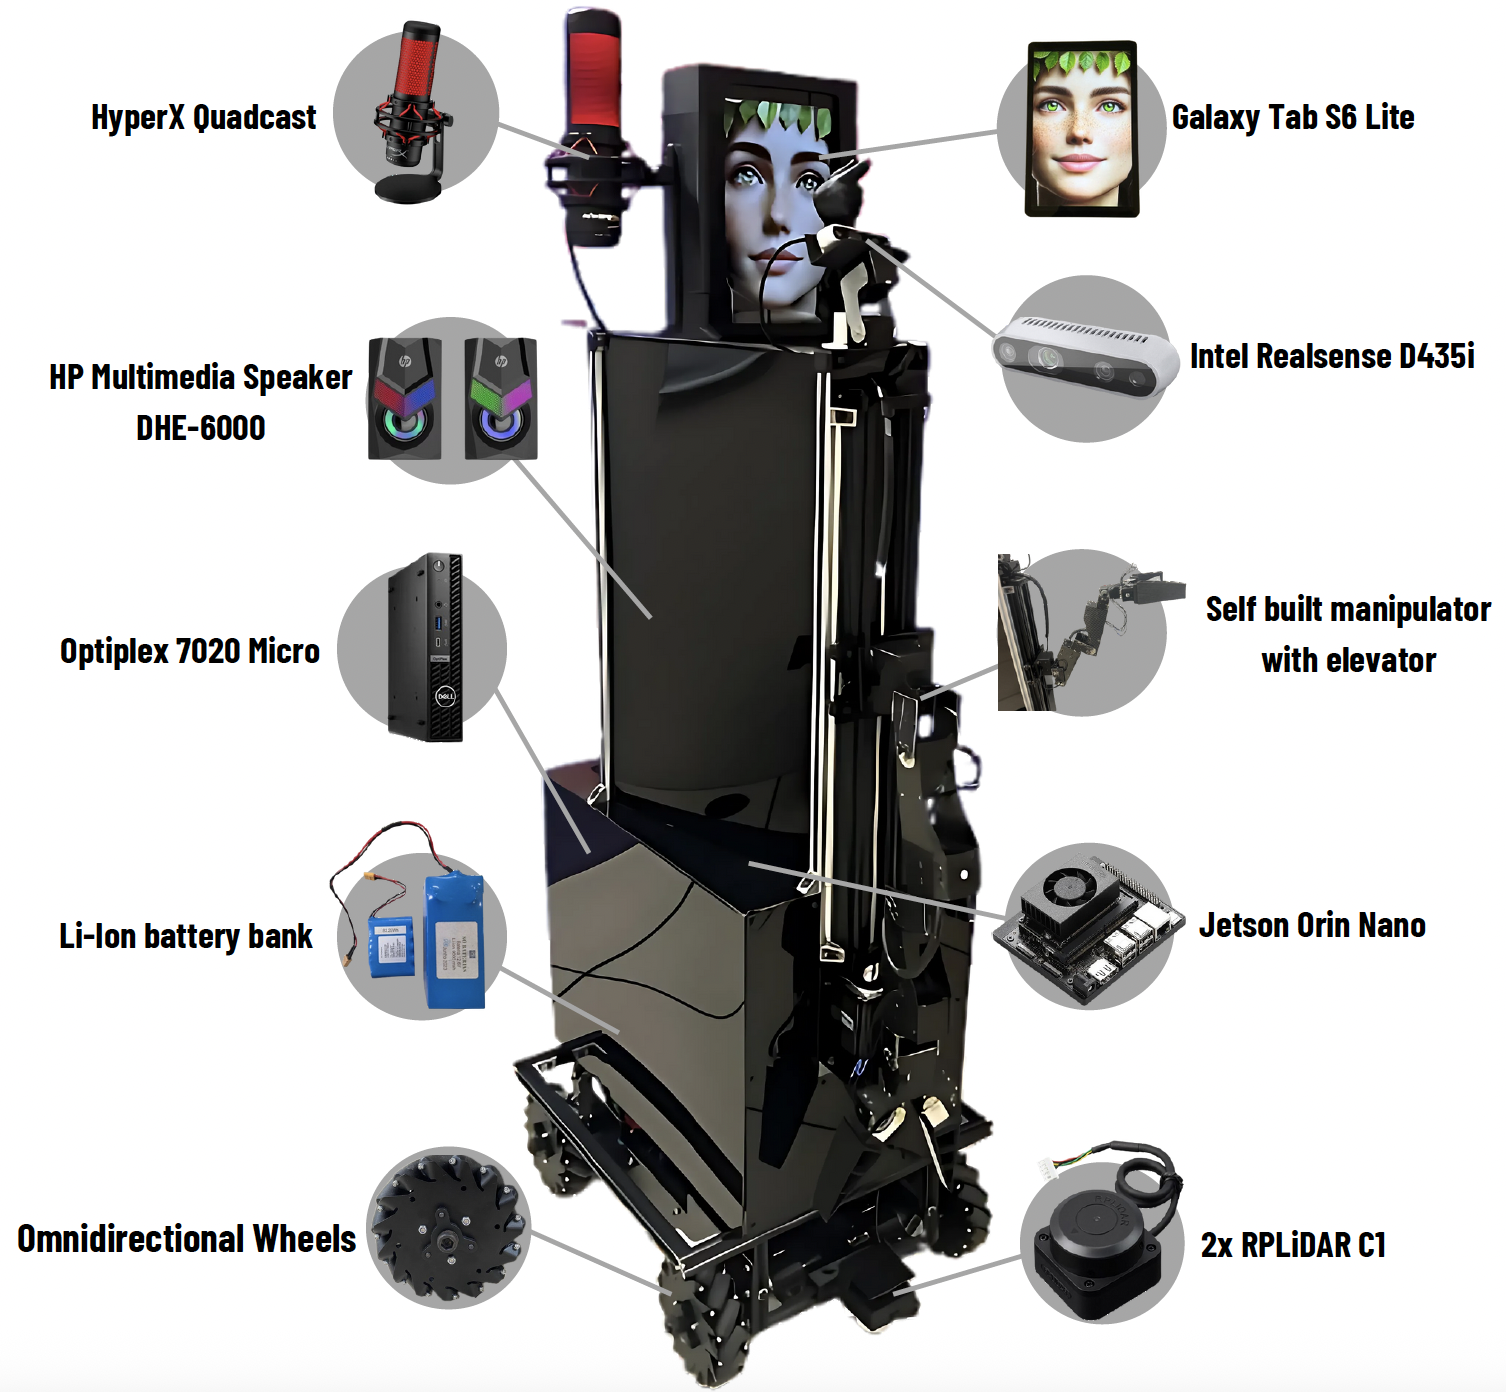 HyperX Quadcast
Galaxy Tab S6 Lite
HP Multimedia Speaker
DHE-6000
Intel Realsense D435i
Optiplex 7020 Micro
DELL
Self built manipulator
with elevator
Li-Ion battery bank
Jetson Orin Nano
Omnidirectional Wheels
2x RPLiDAR C1